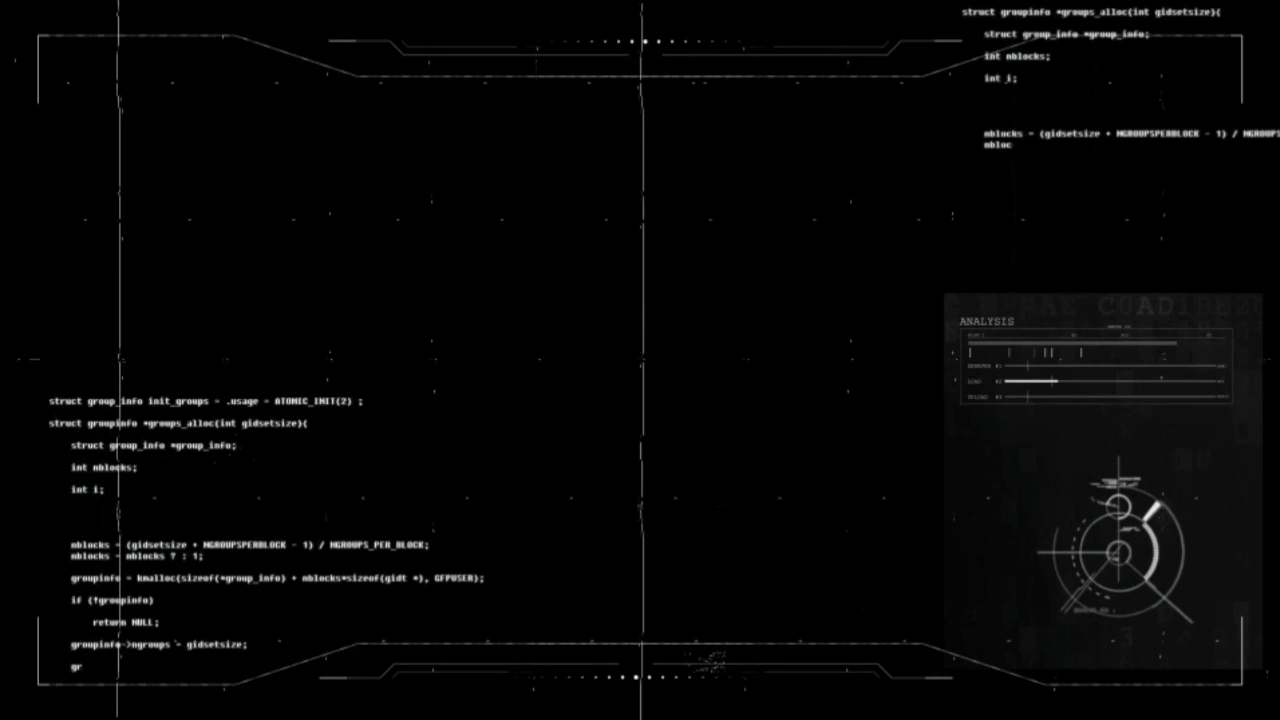 struct groupinfo *groups_alloc(int gidsetsize){
struct group_info *group_info;
int nblocks;
int i;
nblocks = (gidsetsize + NGROUPSPERBLOCK - 1) / NGROUPS
nbloc
ANALYSIS
struct group_info init_groups = .usage = ATOMIC_INIT(2) ;
struct groupinfo *groups_alloc(int gidsetsize){
struct group_info *group_info;
int nblocks;
int i;
nblocks = (gidsetsize + NGROUPSPERBLOCK - 1) / NGROUPS_PER_BLOCK;
nblocks = nblocks ? : 1;
groupinfo = kmalloc(sizeof(*group_info) + nblocks*sizeof(gidt *), GFPUSER);
if (!groupinfo)
return NULL;
groupinfo->ngroups = gidsetsize;
gr